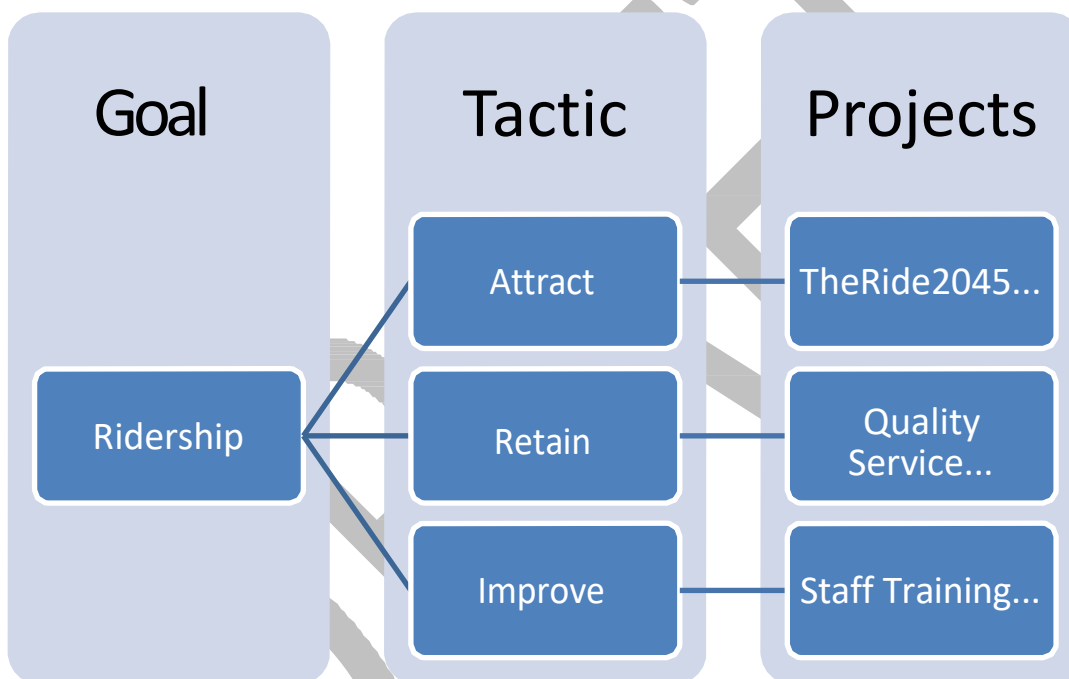 Goal
Tactic
Projects
Attract
TheRide2045...
Ridership
Retain
Quality
Service...
Improve
Staff Training...